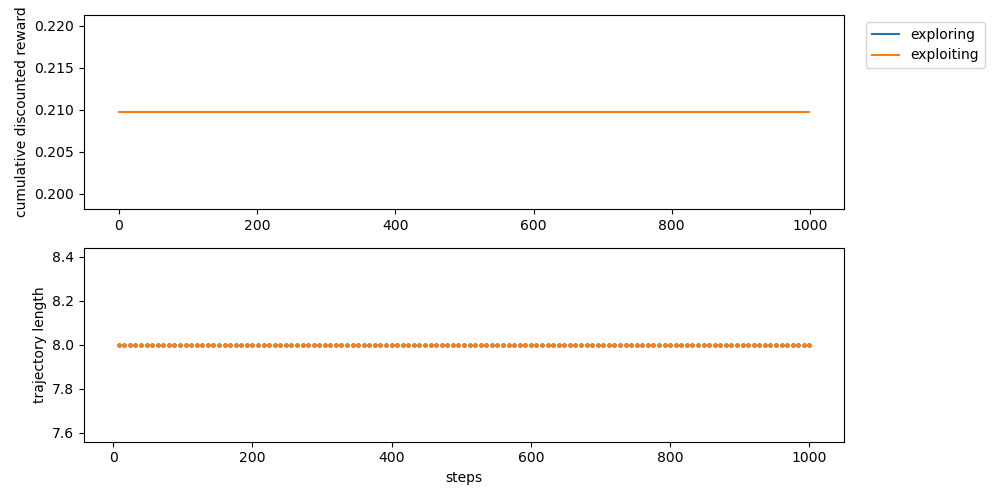 cumulative discounted reward
0.220
0.215
0.210
0.205
0.200
0 200 400 600 800 1000
exploring
exploiting
trajectory length
8.4
8.2
8.0
7.8
7.6
0 200 400 600 800 1000
steps